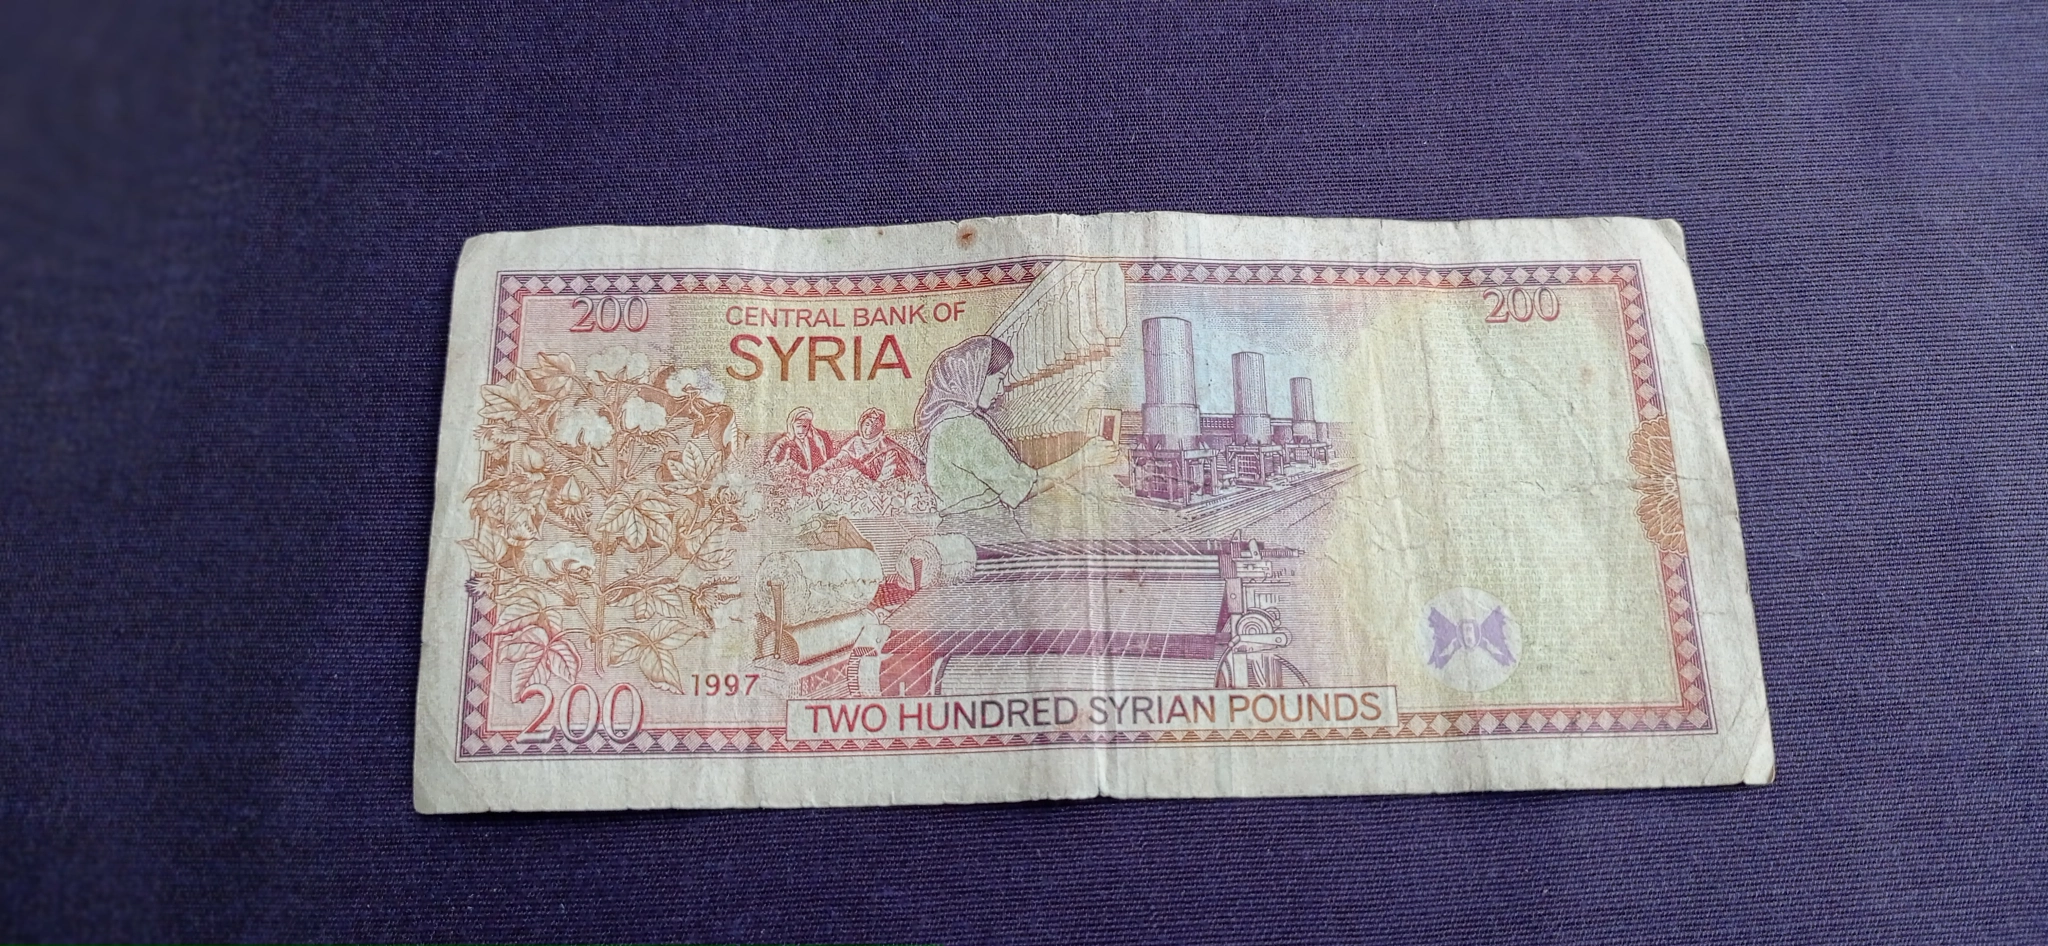 200
200
CENTRAL BANK OF
SYRIA
1997
200
TWO HUNDRED SYRIAN POUNDS